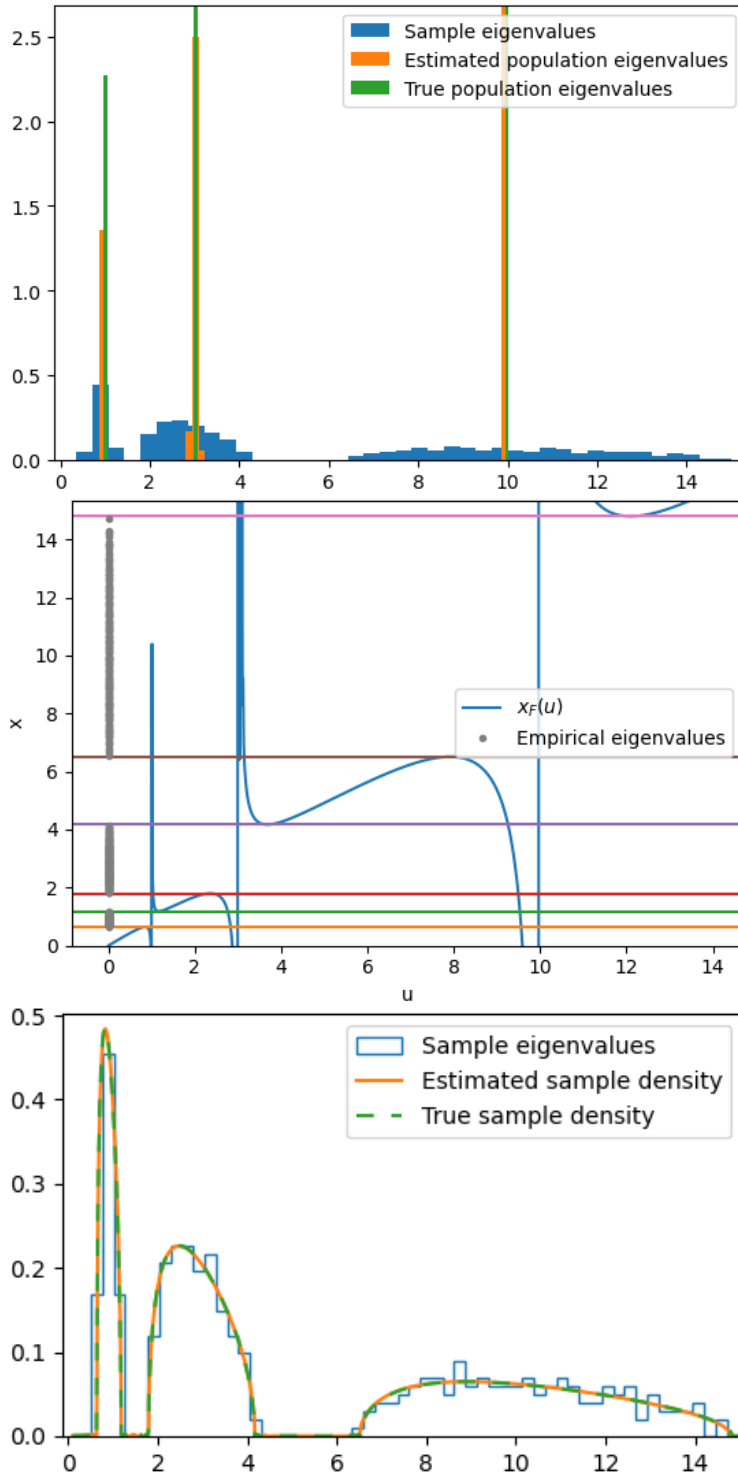 2.5
2.0
1.5
1.0
0.5
0.0
Sample eigenvalues
Estimated population eigenvalues
True population eigenvalues
0 2 4 6 8 10 12 14
14
12
10
8
6
4
2
0
x
x_F(u)
Empirical eigenvalues
0 2 4 6 8 10 12 14
u
0.5
0.4
0.3
0.2
0.1
0.0
Sample eigenvalues
Estimated sample density
True sample density
0 2 4 6 8 10 12 14